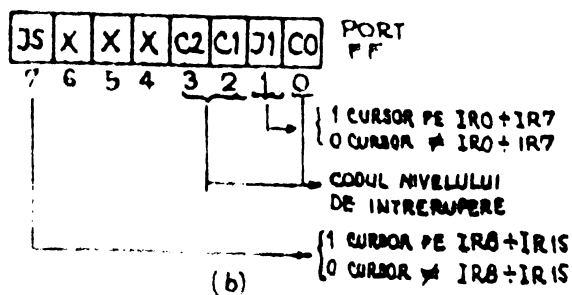 JS X X X C2 C1 J1 C0
PORT
FF
7 6 5 4 3 2 1 0
1 CURSOR PE IR0÷IR7
0 CURSOR ≠ IR0÷IR7
CODUL NIVELULUI
DE INTRERUPERE
1 CURSOR PE IR8÷IR15
0 CURSOR ≠ IR8÷IR15
(b)